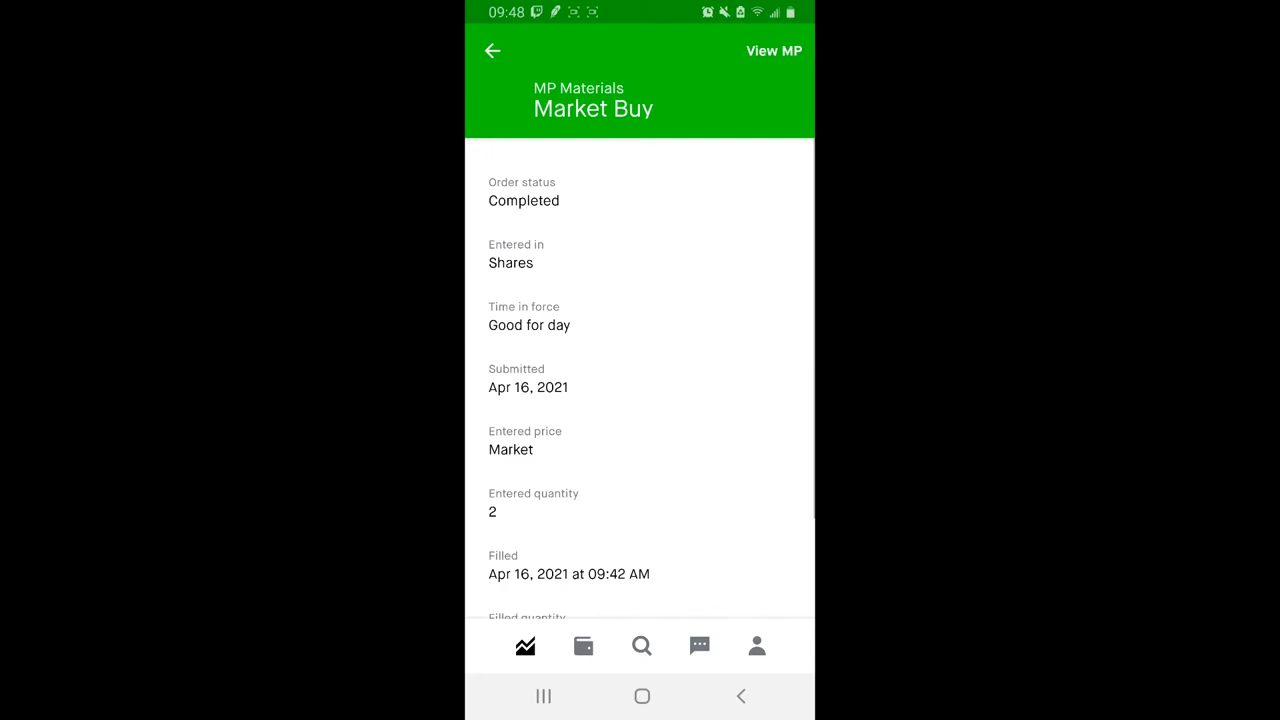 09:48
View MP
MP Materials
Market Buy
Order status
Completed
Entered in
Shares
Time in force
Good for day
Submitted
Apr 16, 2021
Entered price
Market
Entered quantity
2
Filled
Apr 16, 2021 at 09:42 AM
Filled quantity